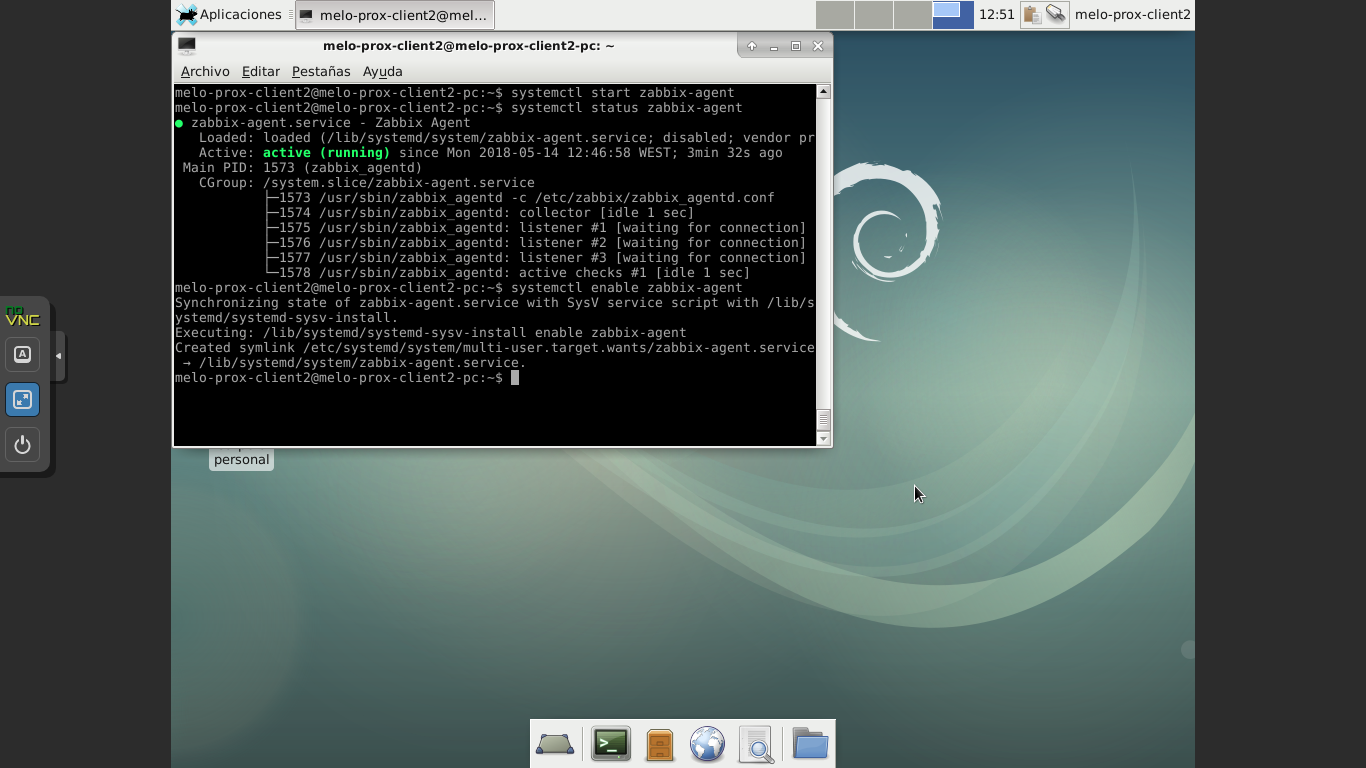 Aplicaciones
melo-prox-client2@mel...
12:51
melo-prox-client2
melo-prox-client2@melo-prox-client2-pc: ~
Archivo Editar Pestañas Ayuda
melo-prox-client2@melo-prox-client2-pc:~$ systemctl start zabbix-agent
melo-prox-client2@melo-prox-client2-pc:~$ systemctl status zabbix-agent
● zabbix-agent.service - Zabbix Agent
   Loaded: loaded (/lib/systemd/system/zabbix-agent.service; disabled; vendor pr
   Active: active (running) since Mon 2018-05-14 12:46:58 WEST; 3min 32s ago
 Main PID: 1573 (zabbix_agentd)
   CGroup: /system.slice/zabbix-agent.service
           ├─1573 /usr/sbin/zabbix_agentd -c /etc/zabbix/zabbix_agentd.conf
           ├─1574 /usr/sbin/zabbix_agentd: collector [idle 1 sec]
           ├─1575 /usr/sbin/zabbix_agentd: listener #1 [waiting for connection]
           ├─1576 /usr/sbin/zabbix_agentd: listener #2 [waiting for connection]
           ├─1577 /usr/sbin/zabbix_agentd: listener #3 [waiting for connection]
           └─1578 /usr/sbin/zabbix_agentd: active checks #1 [idle 1 sec]
melo-prox-client2@melo-prox-client2-pc:~$ systemctl enable zabbix-agent
Synchronizing state of zabbix-agent.service with SysV service script with /lib/s
ystemd/systemd-sysv-install.
Executing: /lib/systemd/systemd-sysv-install enable zabbix-agent
Created symlink /etc/systemd/system/multi-user.target.wants/zabbix-agent.service
 → /lib/systemd/system/zabbix-agent.service.
melo-prox-client2@melo-prox-client2-pc:~$
personal
no
VNC
A